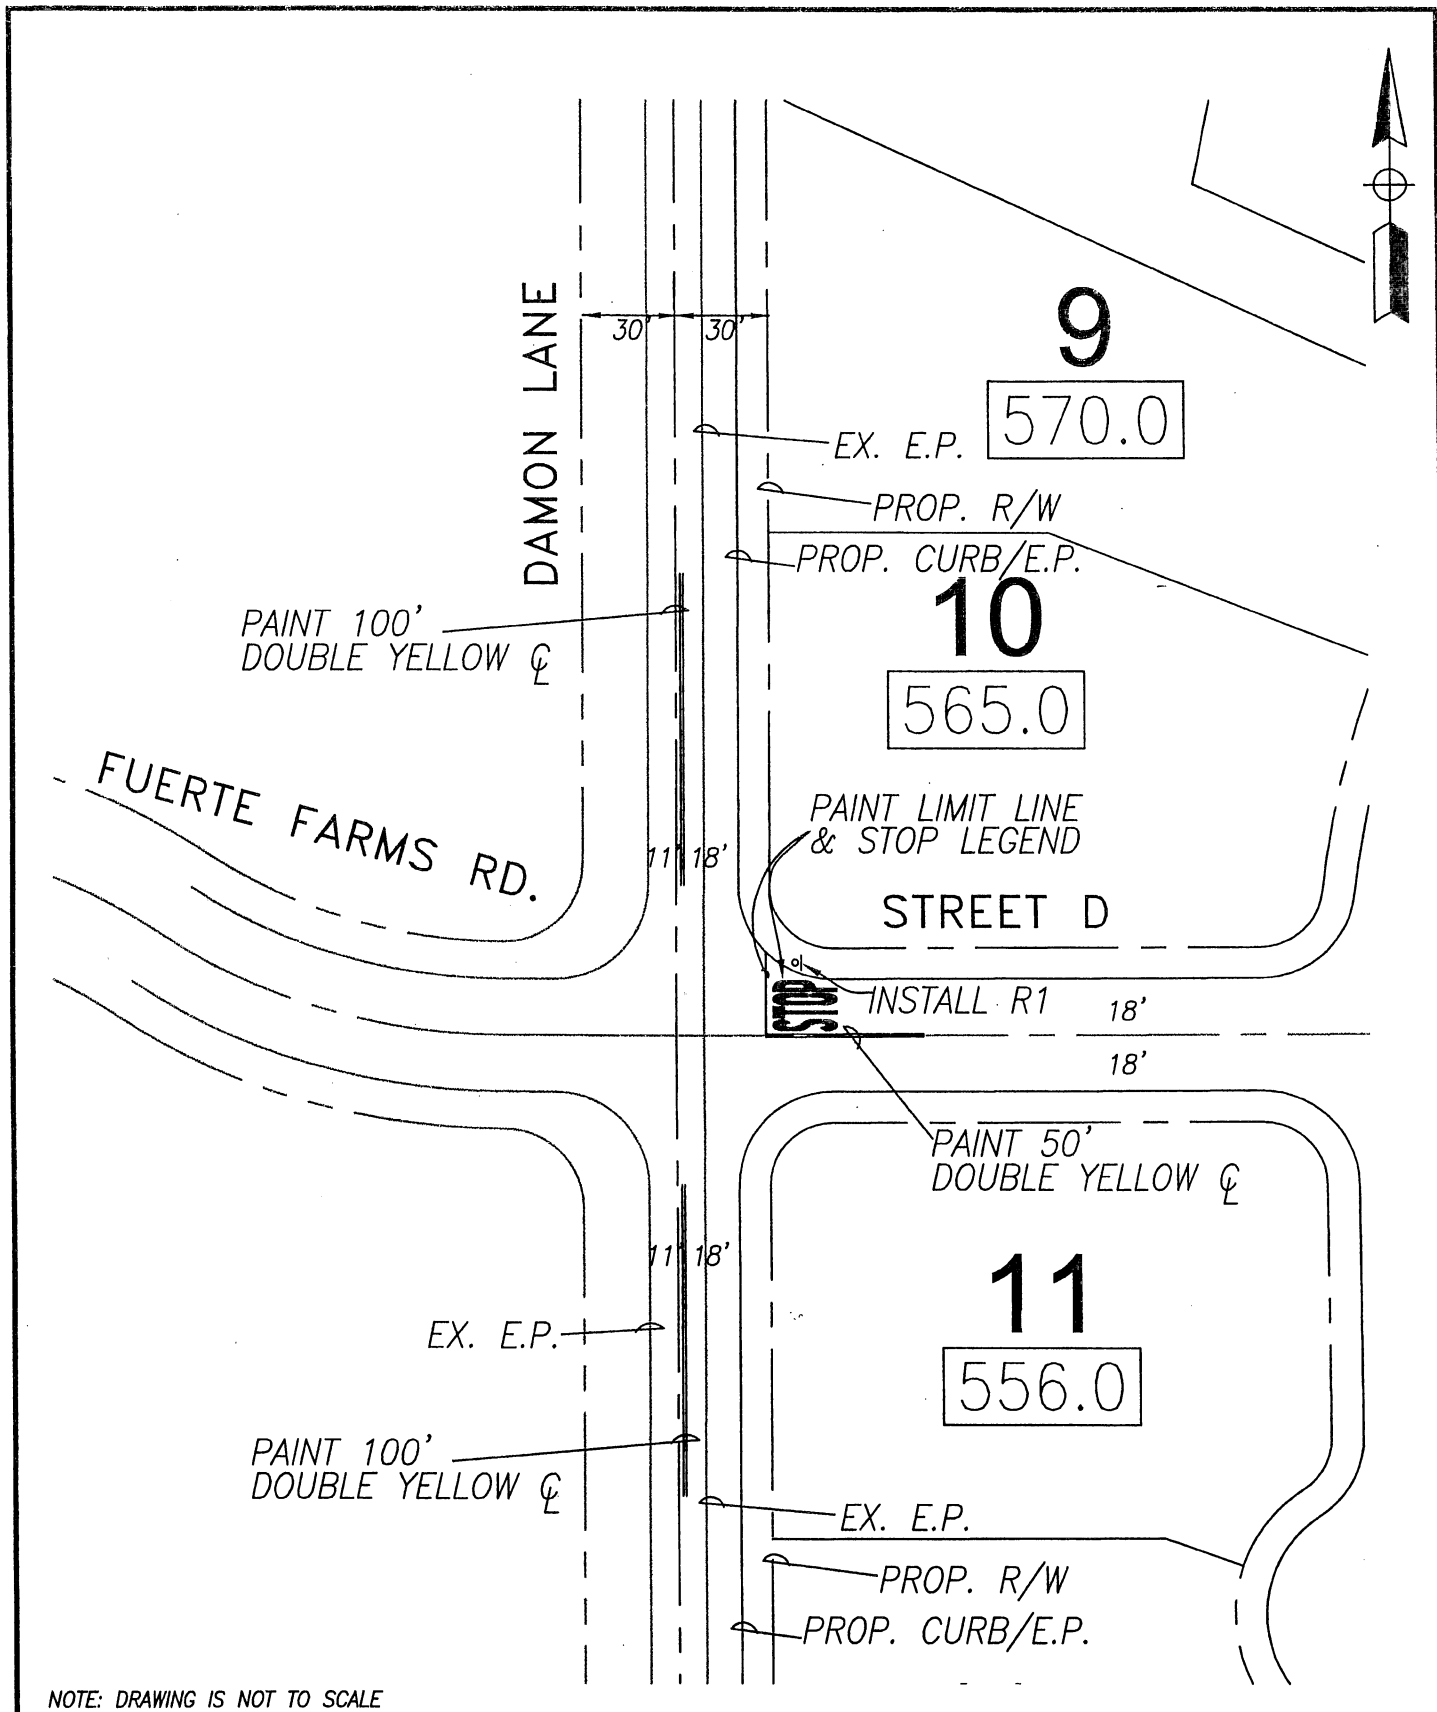 DAMON LANE
30' 30'
9
570.0
EX. E.P.
PROP. R/W
PROP. CURB/E.P.
10
565.0
PAINT 100'
DOUBLE YELLOW ℄
FUERTE FARMS RD.
PAINT LIMIT LINE
& STOP LEGEND
11' 18'
STREET D
STOP
INSTALL R1
18'
18'
PAINT 50'
DOUBLE YELLOW ℄
11' 18'
11
556.0
EX. E.P.
PAINT 100'
DOUBLE YELLOW ℄
EX. E.P.
PROP. R/W
PROP. CURB/E.P.
NOTE: DRAWING IS NOT TO SCALE